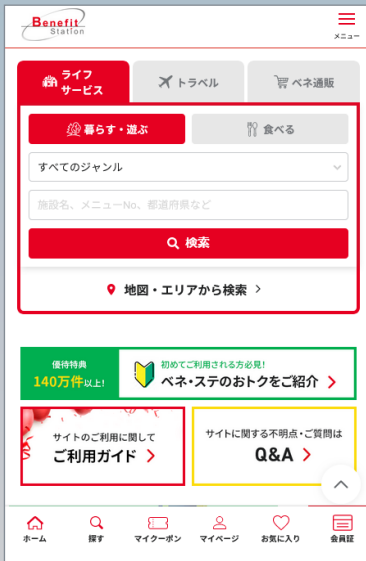 Benefit
Station
メニュー
ライフ
サービス
トラベル
ベネ通販
暮らす・遊ぶ
食べる
すべてのジャンル
施設名、メニューNo、都道府県など
検索
地図・エリアから検索
優待特典
140万件以上!
初めてご利用される方必見!
ベネ・ステのおトクをご紹介
サイトのご利用に関して
ご利用ガイド
サイトに関する不明点・ご質問は
Q&A
ホーム
探す
マイクーポン
マイページ
お気に入り
会員証